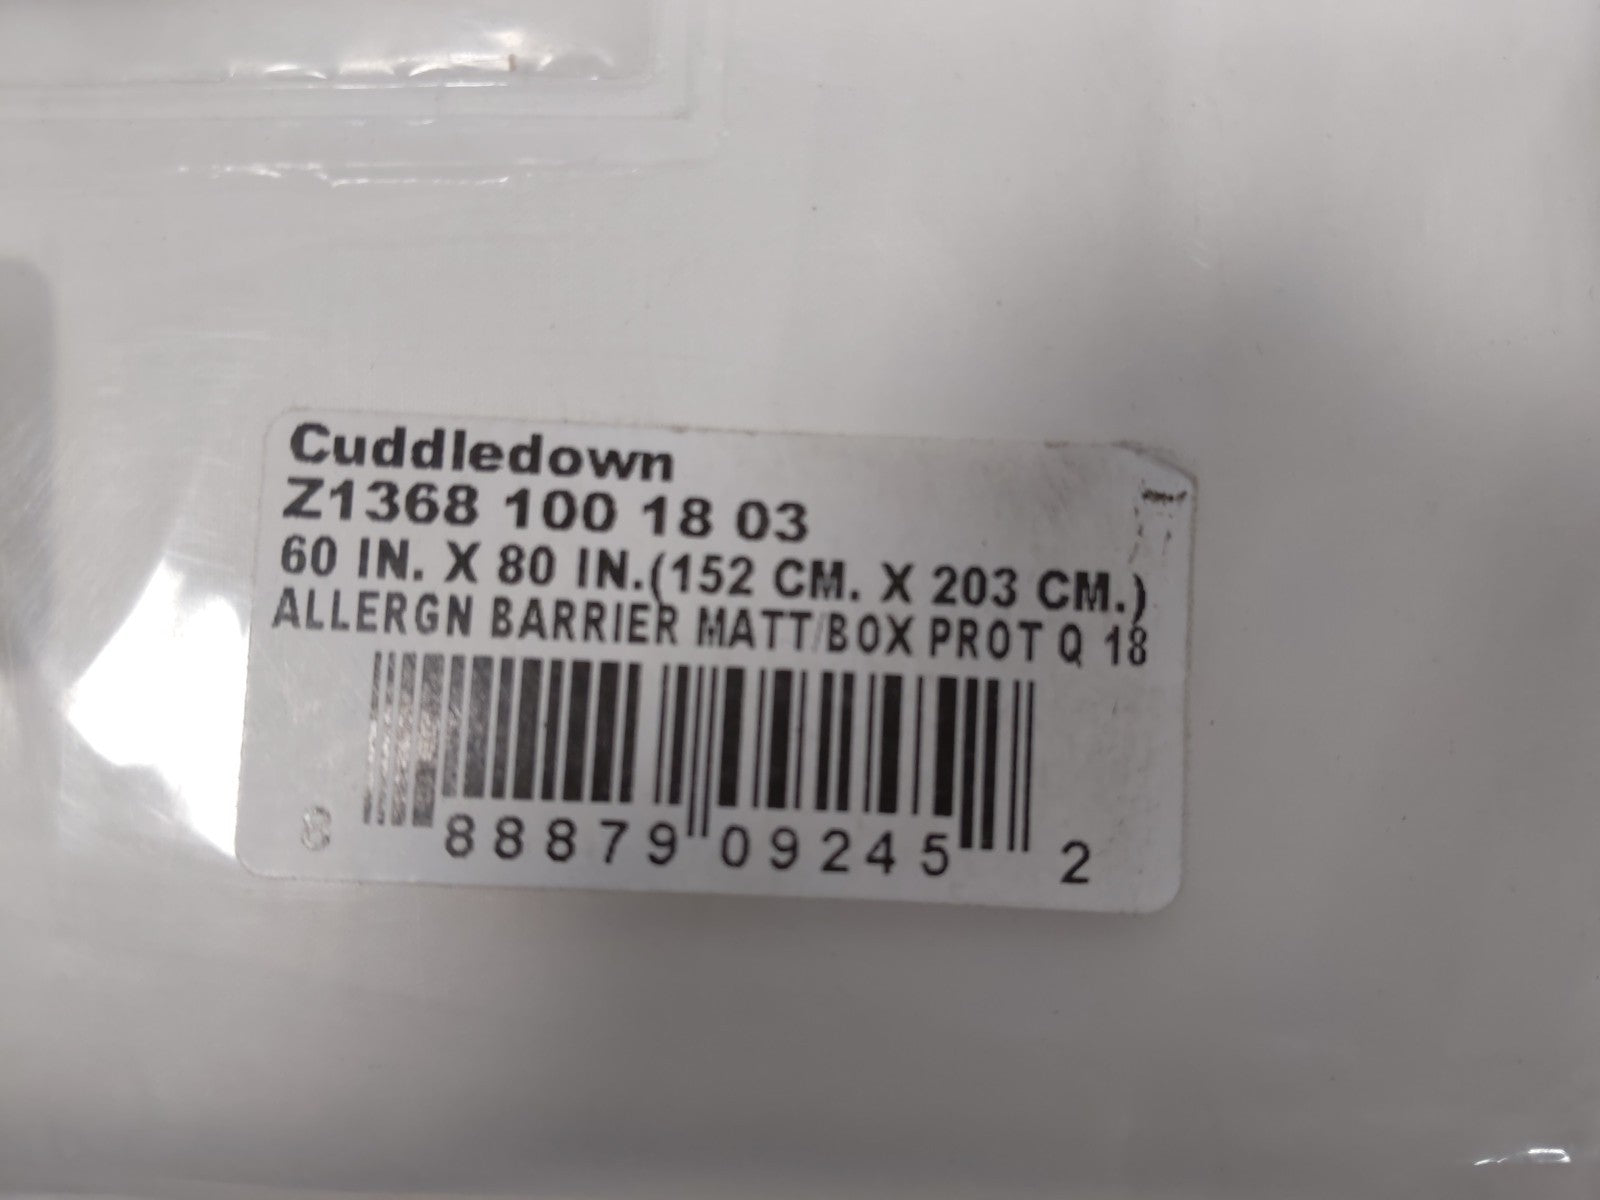 Cuddledown
Z1368 100 18 03
60 IN. X 80 IN.(152 CM. X 203 CM.)
ALLERGN BARRIER MATT/BOX PROT Q 18
8 88879 09245 2